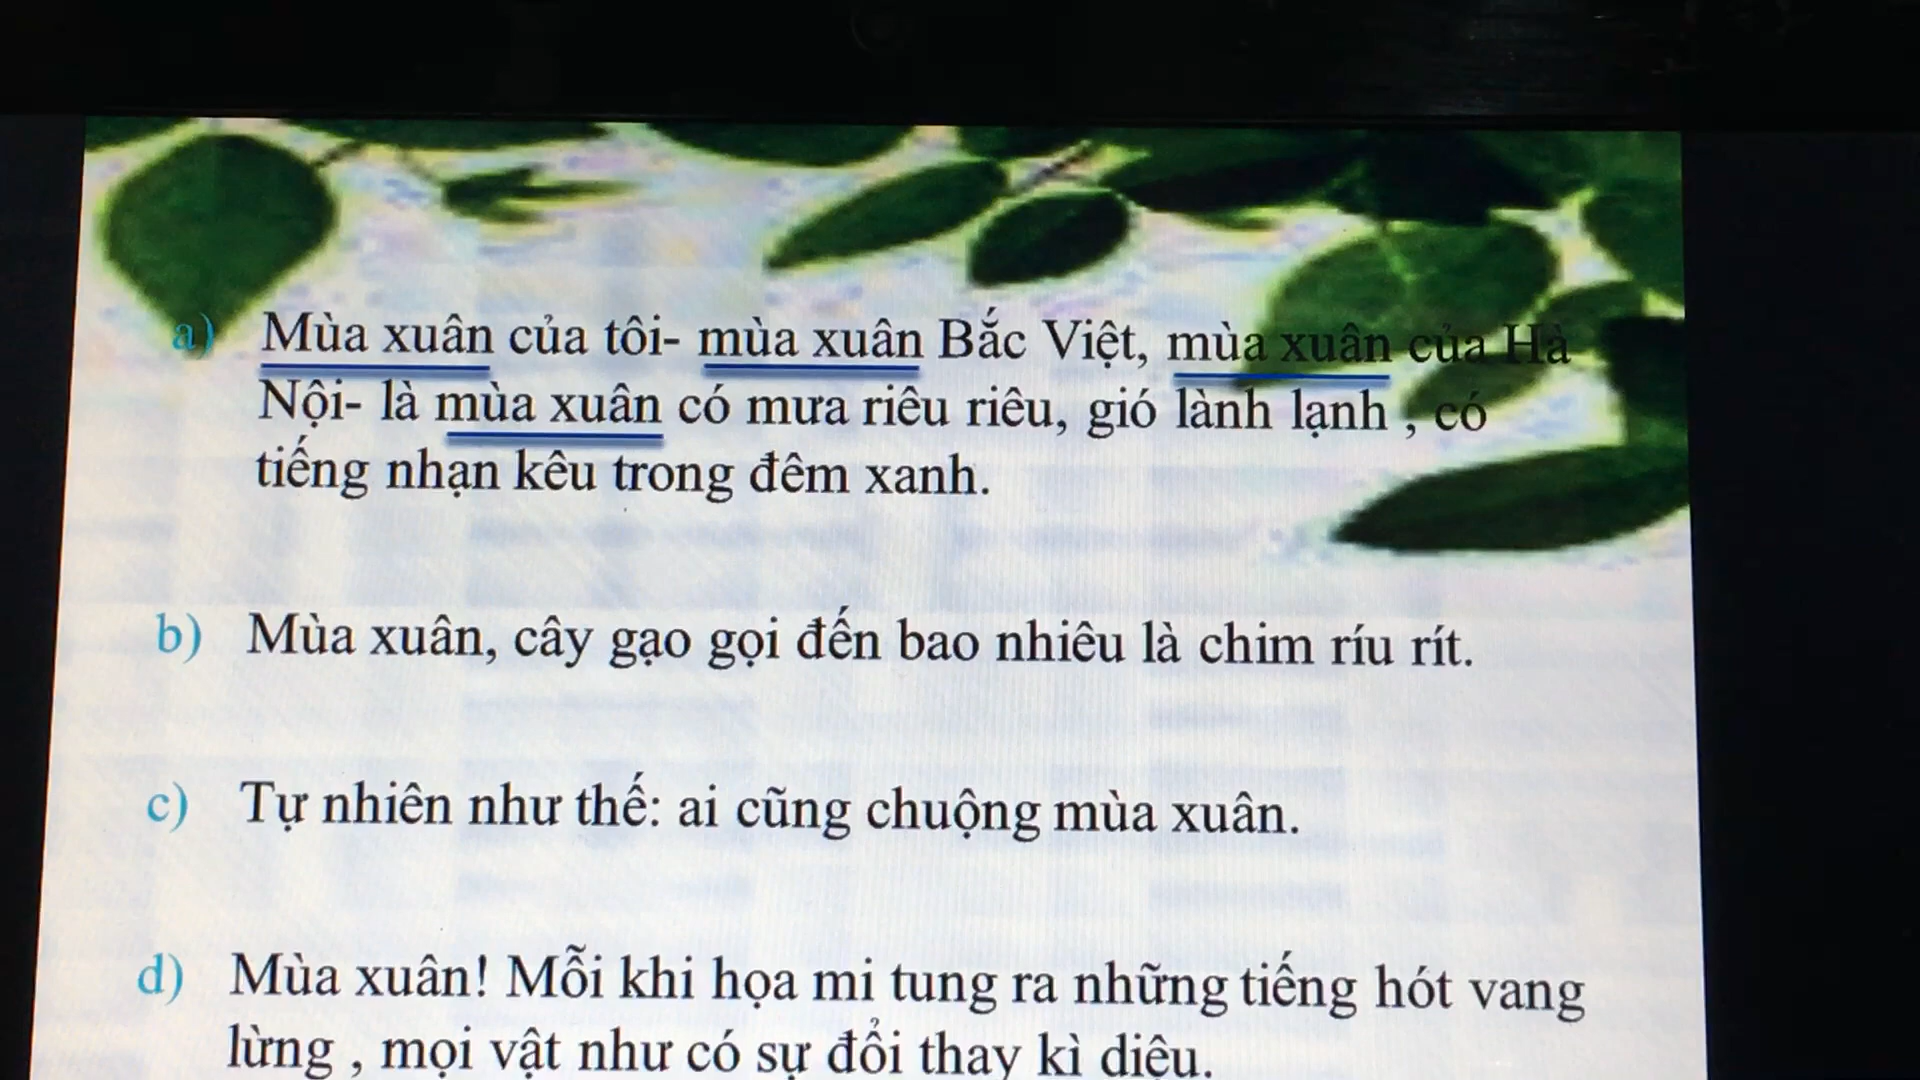 a) Mùa xuân của tôi- mùa xuân Bắc Việt, mùa xuân của Hà
Nội- là mùa xuân có mưa riêu riêu, gió lành lạnh , có
tiếng nhạn kêu trong đêm xanh.
b) Mùa xuân, cây gạo gọi đến bao nhiêu là chim ríu rít.
c) Tự nhiên như thế: ai cũng chuộng mùa xuân.
d) Mùa xuân! Mỗi khi họa mi tung ra những tiếng hót vang
lừng , mọi vật như có sự đổi thay kì diệu.